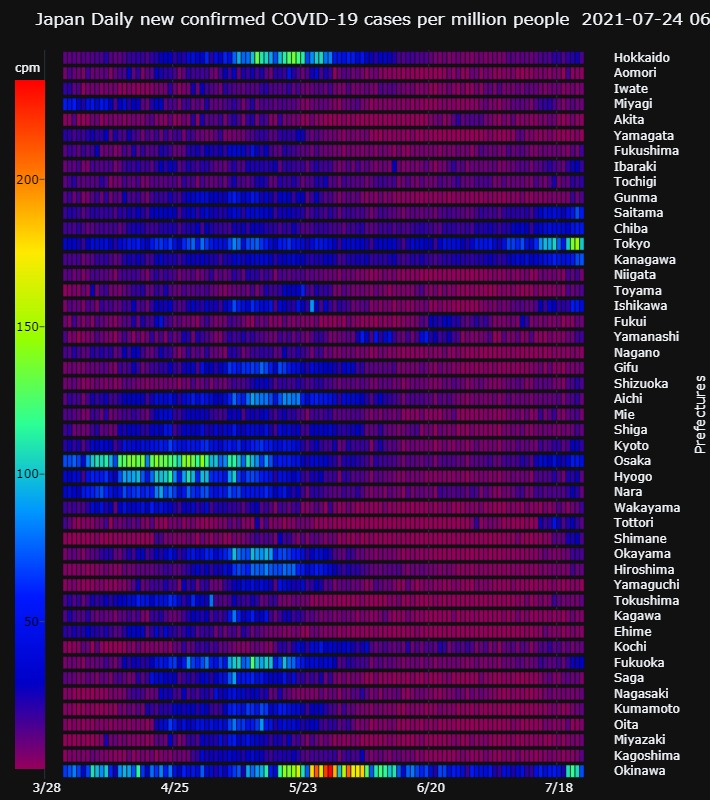 Japan Daily new confirmed COVID-19 cases per million people 2021-07-24 06
cpm
200
150
100
50
Hokkaido
Aomori
Iwate
Miyagi
Akita
Yamagata
Fukushima
Ibaraki
Tochigi
Gunma
Saitama
Chiba
Tokyo
Kanagawa
Niigata
Toyama
Ishikawa
Fukui
Yamanashi
Nagano
Gifu
Shizuoka
Aichi
Mie
Shiga
Kyoto
Osaka
Hyogo
Nara
Wakayama
Tottori
Shimane
Okayama
Hiroshima
Yamaguchi
Tokushima
Kagawa
Ehime
Kochi
Fukuoka
Saga
Nagasaki
Kumamoto
Oita
Miyazaki
Kagoshima
Okinawa
Prefectures
3/28 4/25 5/23 6/20 7/18